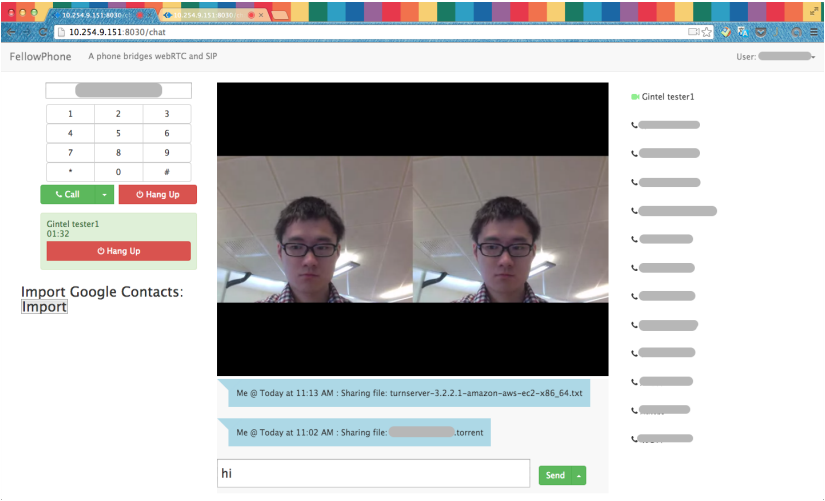 10.254.9.151:8030/
10.254.9.151:8030/
10.254.9.151:8030/chat
FellowPhone A phone bridges webRTC and SIP User:
1 2 3
4 5 6
7 8 9
* 0 #
Call Hang Up
Gintel tester1
01:32
Hang Up
Import Google Contacts:
Import
Me @ Today at 11:13 AM : Sharing file: turnserver-3.2.2.1-amazon-aws-ec2-x86_64.txt
Me @ Today at 11:02 AM : Sharing file: .torrent
hi
Send
Gintel tester1